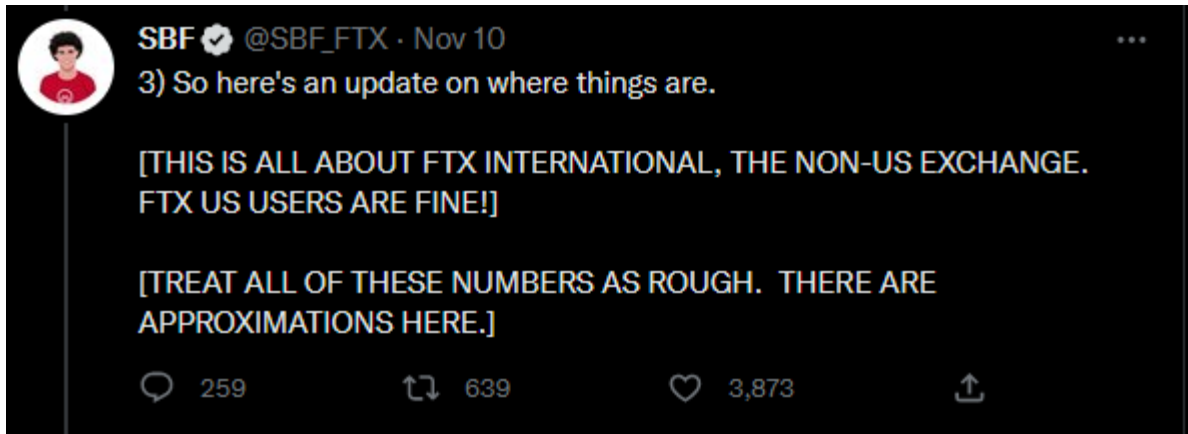 SBF @SBF_FTX · Nov 10
3) So here's an update on where things are.
[THIS IS ALL ABOUT FTX INTERNATIONAL, THE NON-US EXCHANGE.
FTX US USERS ARE FINE!]
[TREAT ALL OF THESE NUMBERS AS ROUGH.  THERE ARE
APPROXIMATIONS HERE.]
259 639 3,873